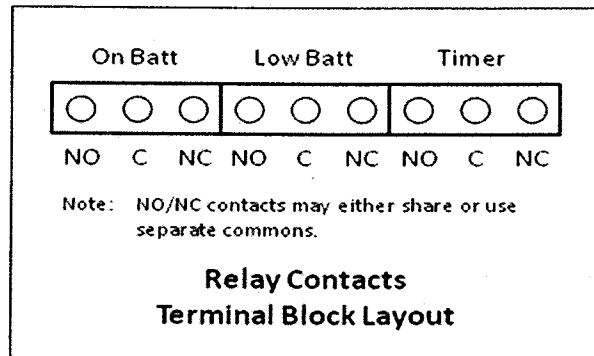 On Batt Low Batt Timer
NO C NC NO C NC NO C NC
Note: NO/NC contacts may either share or use
separate commons.
Relay Contacts
Terminal Block Layout